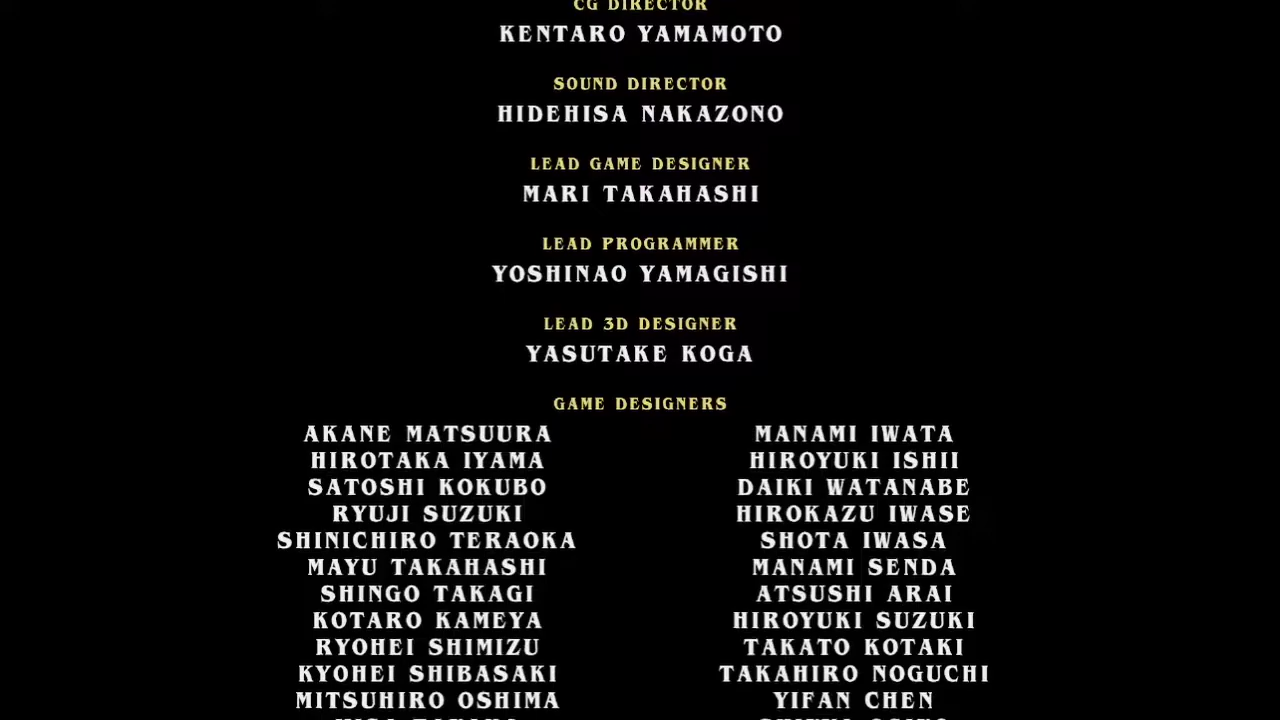 CG DIRECTOR
KENTARO YAMAMOTO
SOUND DIRECTOR
HIDEHISA NAKAZONO
LEAD GAME DESIGNER
MARI TAKAHASHI
LEAD PROGRAMMER
YOSHINAO YAMAGISHI
LEAD 3D DESIGNER
YASUTAKE KOGA
GAME DESIGNERS
AKANE MATSUURA MANAMI IWATA
HIROTAKA IYAMA HIROYUKI ISHII
SATOSHI KOKUBO DAIKI WATANABE
RYUJI SUZUKI HIROKAZU IWASE
SHINICHIRO TERAOKA SHOTA IWASA
MAYU TAKAHASHI MANAMI SENDA
SHINGO TAKAGI ATSUSHI ARAI
KOTARO KAMEYA HIROYUKI SUZUKI
RYOHEI SHIMIZU TAKATO KOTAKI
KYOHEI SHIBASAKI TAKAHIRO NOGUCHI
MITSUHIRO OSHIMA YIFAN CHEN